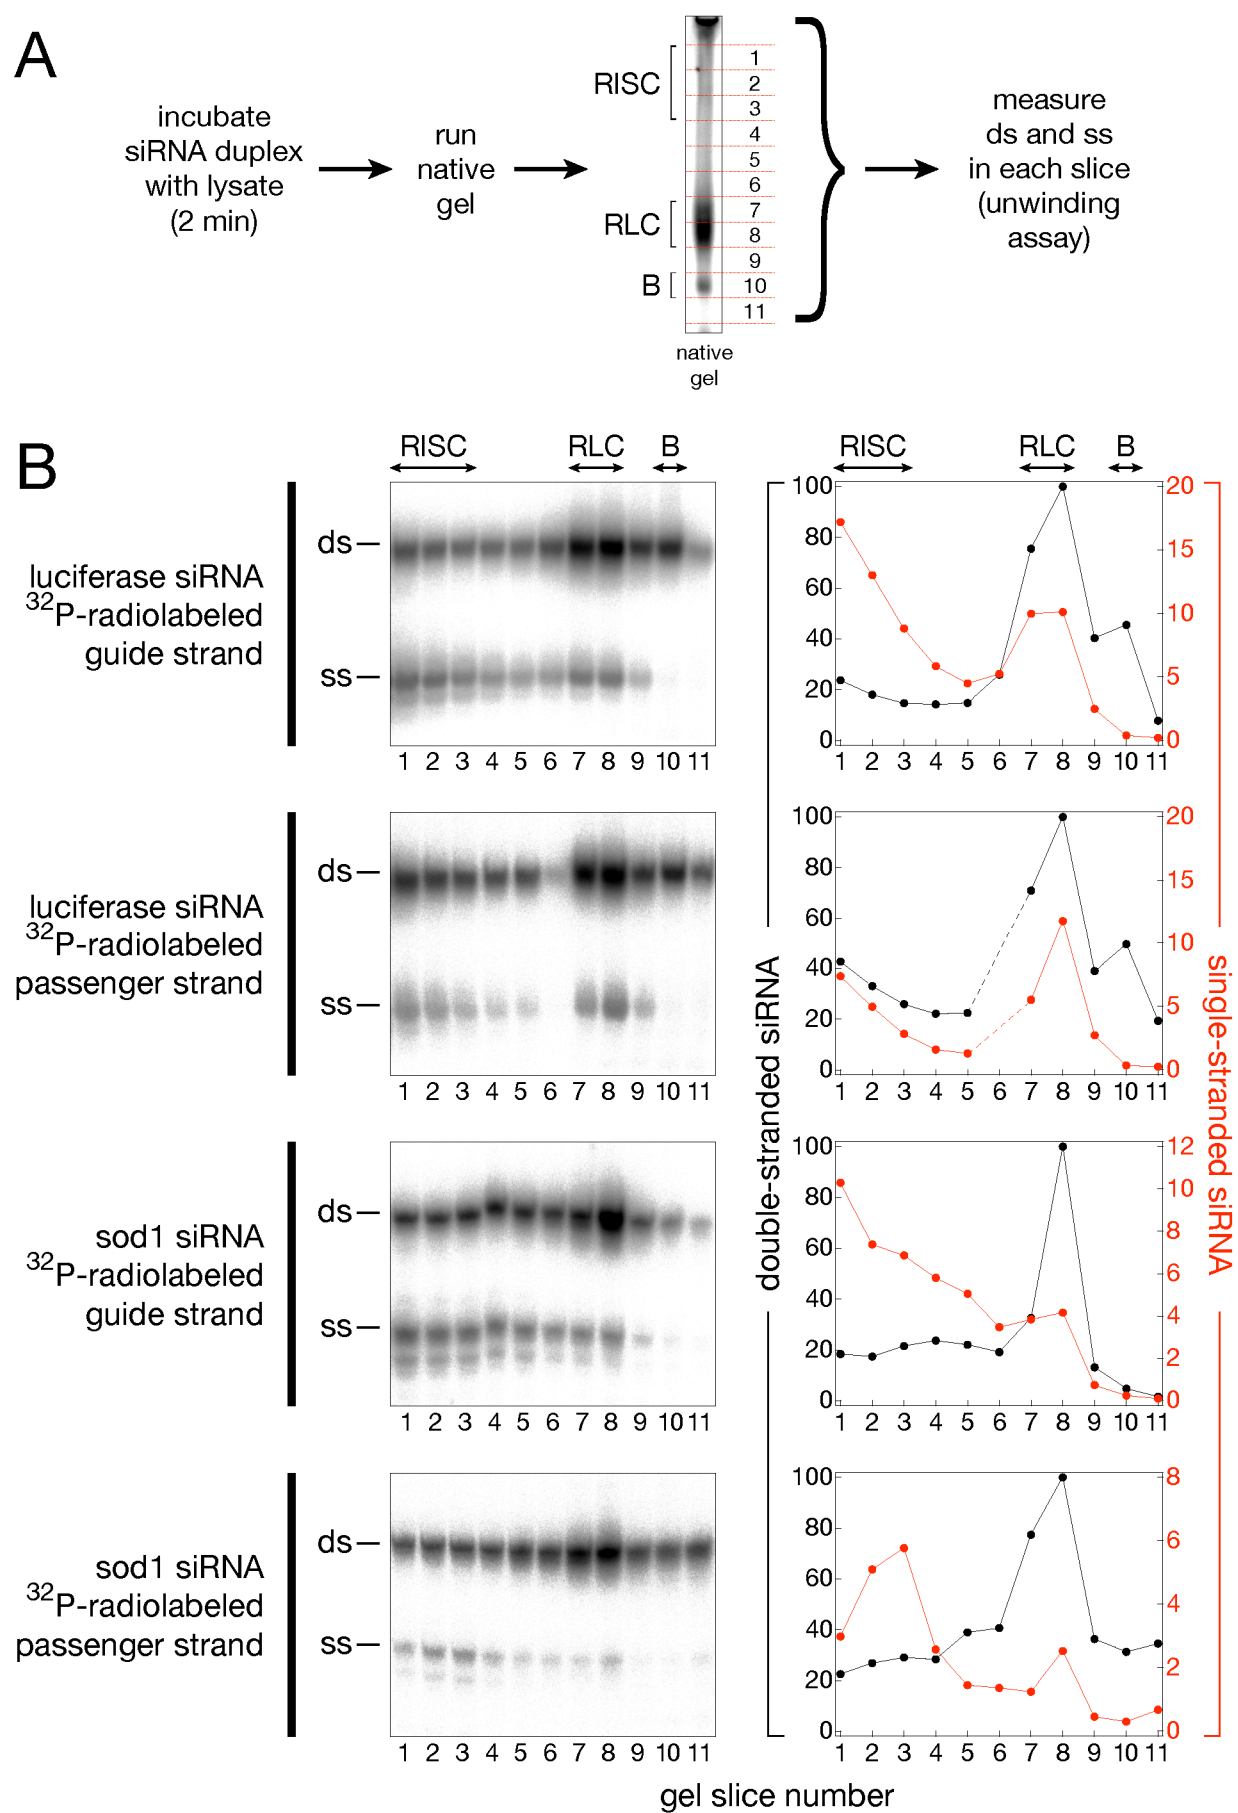 A
incubate
siRNA duplex
with lysate
(2 min)
run
native
gel
RISC
RLC
B
1
2
3
4
5
6
7
8
9
10
11
native
gel
measure
ds and ss
in each slice
(unwinding
assay)
B
RISC RLC B
RISC RLC B
luciferase siRNA
32P-radiolabeled
guide strand
ds
ss
1 2 3 4 5 6 7 8 9 10 11
100
80
60
40
20
0
20
15
10
5
0
1 2 3 4 5 6 7 8 9 10 11
luciferase siRNA
32P-radiolabeled
passenger strand
ds
ss
1 2 3 4 5 6 7 8 9 10 11
100
80
60
40
20
0
20
15
10
5
0
1 2 3 4 5 6 7 8 9 10 11
double-stranded siRNA
single-stranded siRNA
sod1 siRNA
32P-radiolabeled
guide strand
ds
ss
1 2 3 4 5 6 7 8 9 10 11
100
80
60
40
20
0
12
10
8
6
4
2
0
1 2 3 4 5 6 7 8 9 10 11
sod1 siRNA
32P-radiolabeled
passenger strand
ds
ss
1 2 3 4 5 6 7 8 9 10 11
100
80
60
40
20
0
8
6
4
2
0
1 2 3 4 5 6 7 8 9 10 11
gel slice number